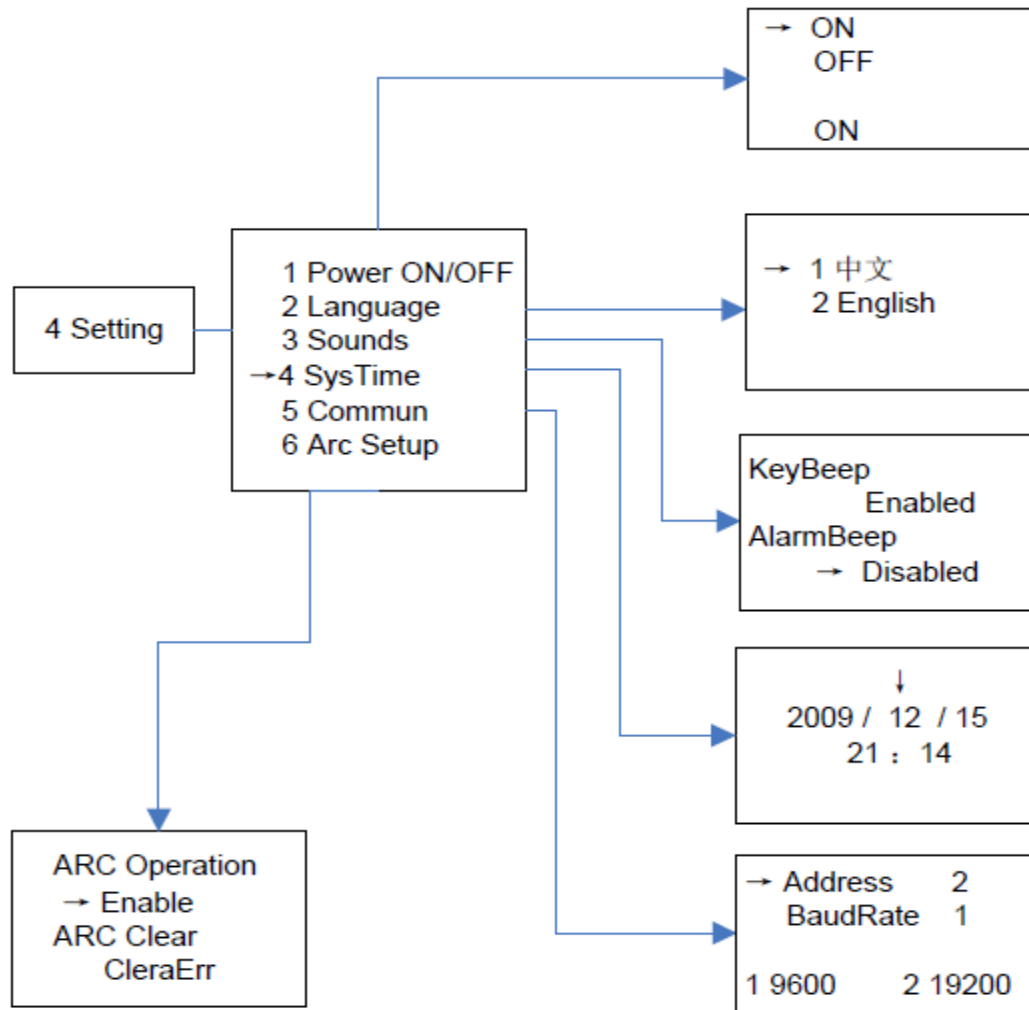 4 Setting
1 Power ON/OFF
2 Language
3 Sounds
→4 SysTime
5 Commun
6 Arc Setup
→ ON
OFF
ON
→ 1 中文
2 English
KeyBeep
Enabled
AlarmBeep
→ Disabled
↓
2009 / 12 / 15
21 ： 14
→ Address 2
BaudRate 1
1 9600 2 19200
ARC Operation
→ Enable
ARC Clear
CleraErr